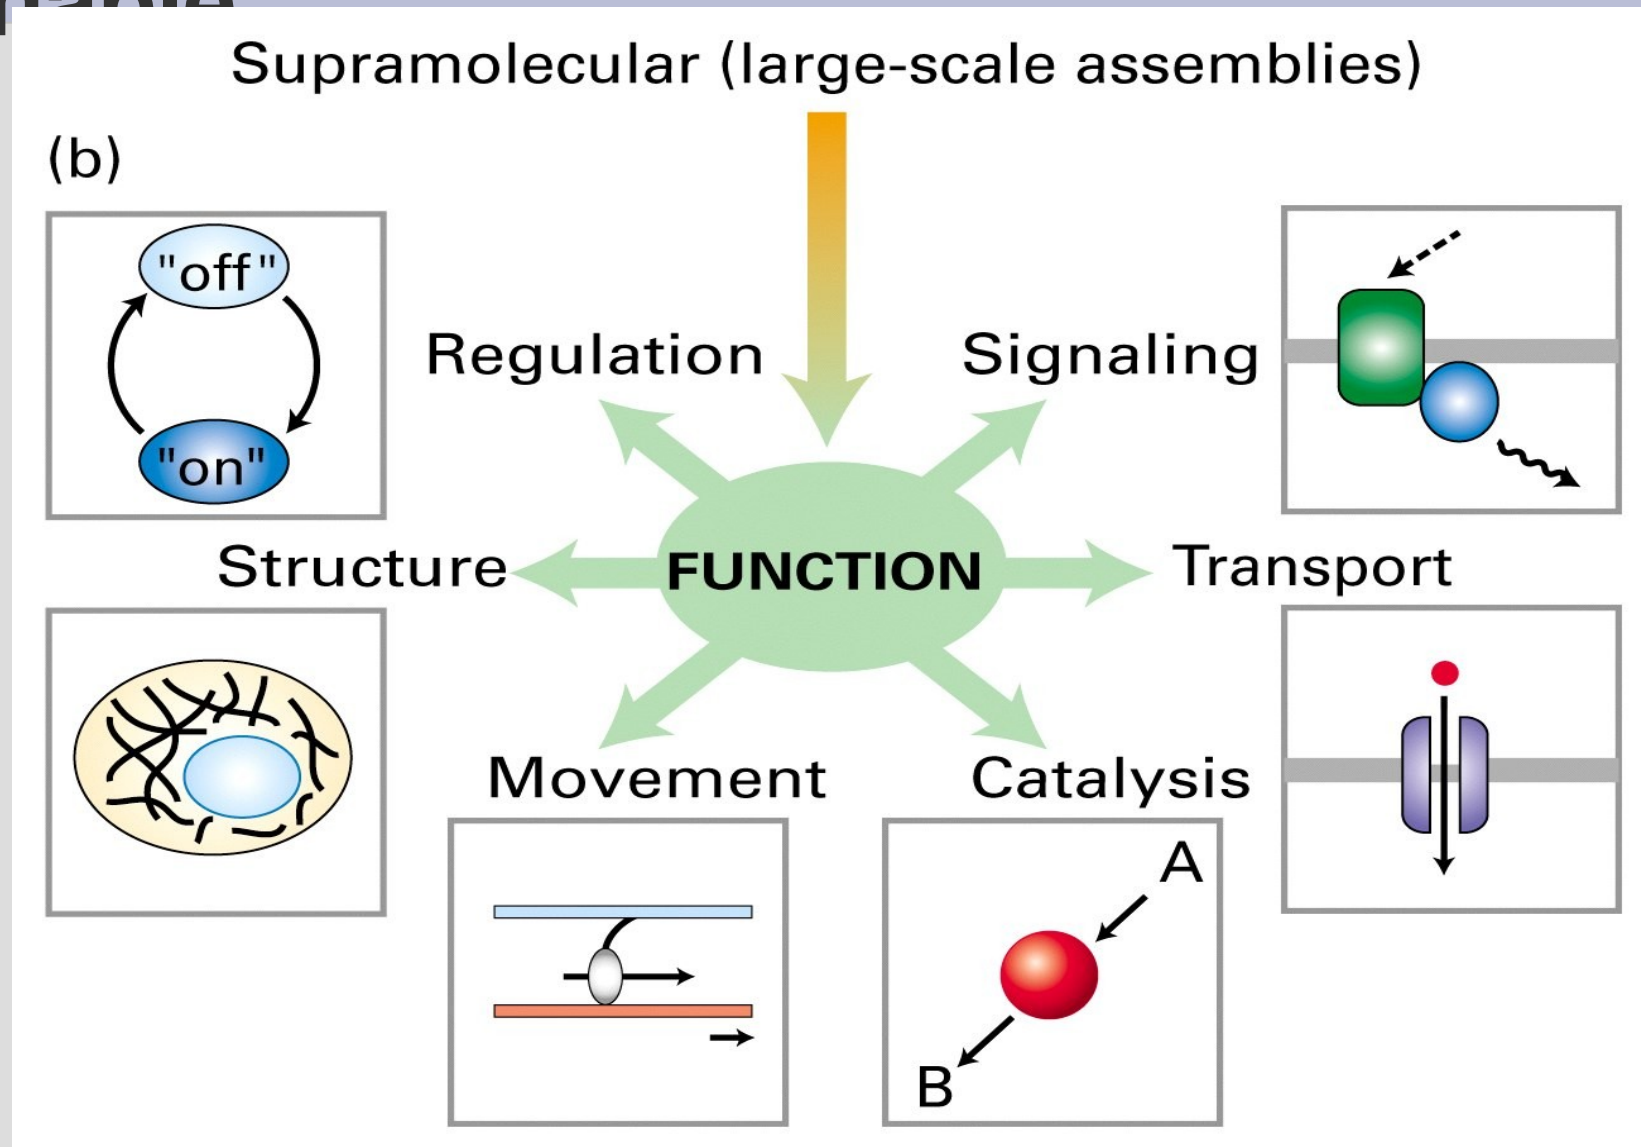 Supramolecular (large-scale assemblies)
(b)
"off"
"on"
Regulation
Signaling
Structure
FUNCTION
Transport
Movement
Catalysis
A
B